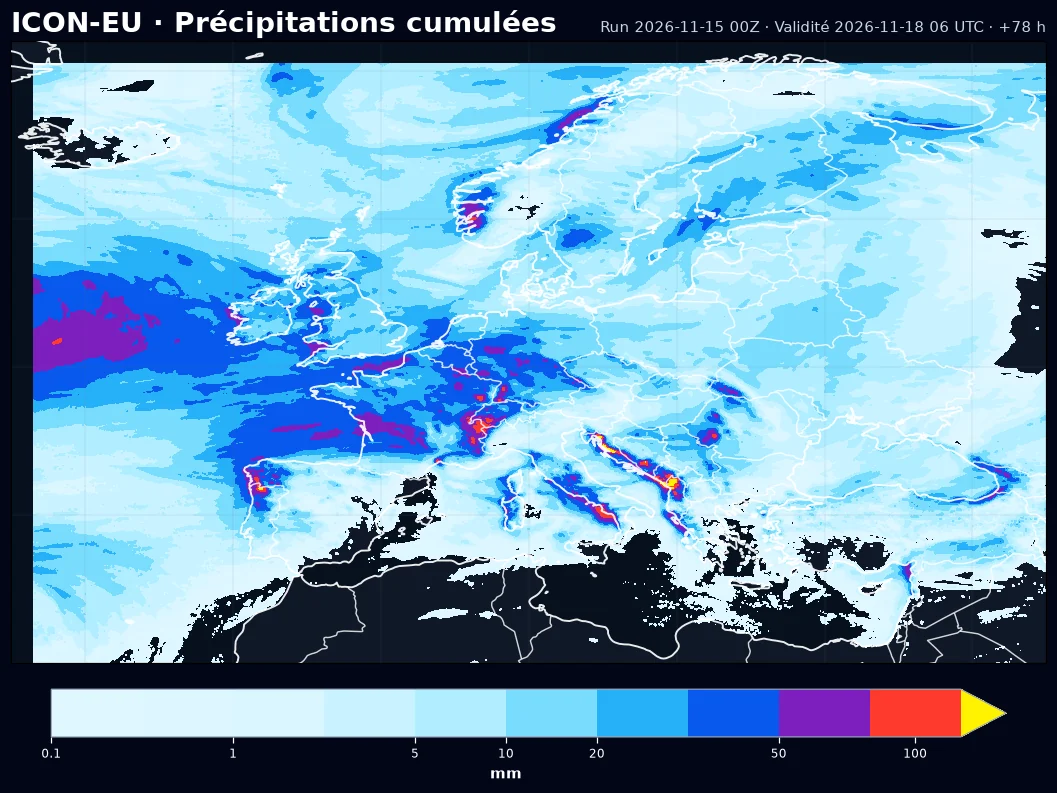 ICON-EU · Précipitations cumulées
Run 2026-11-15 00Z · Validité 2026-11-18 06 UTC · +78 h
0.1 1 5 10 20 50 100
mm